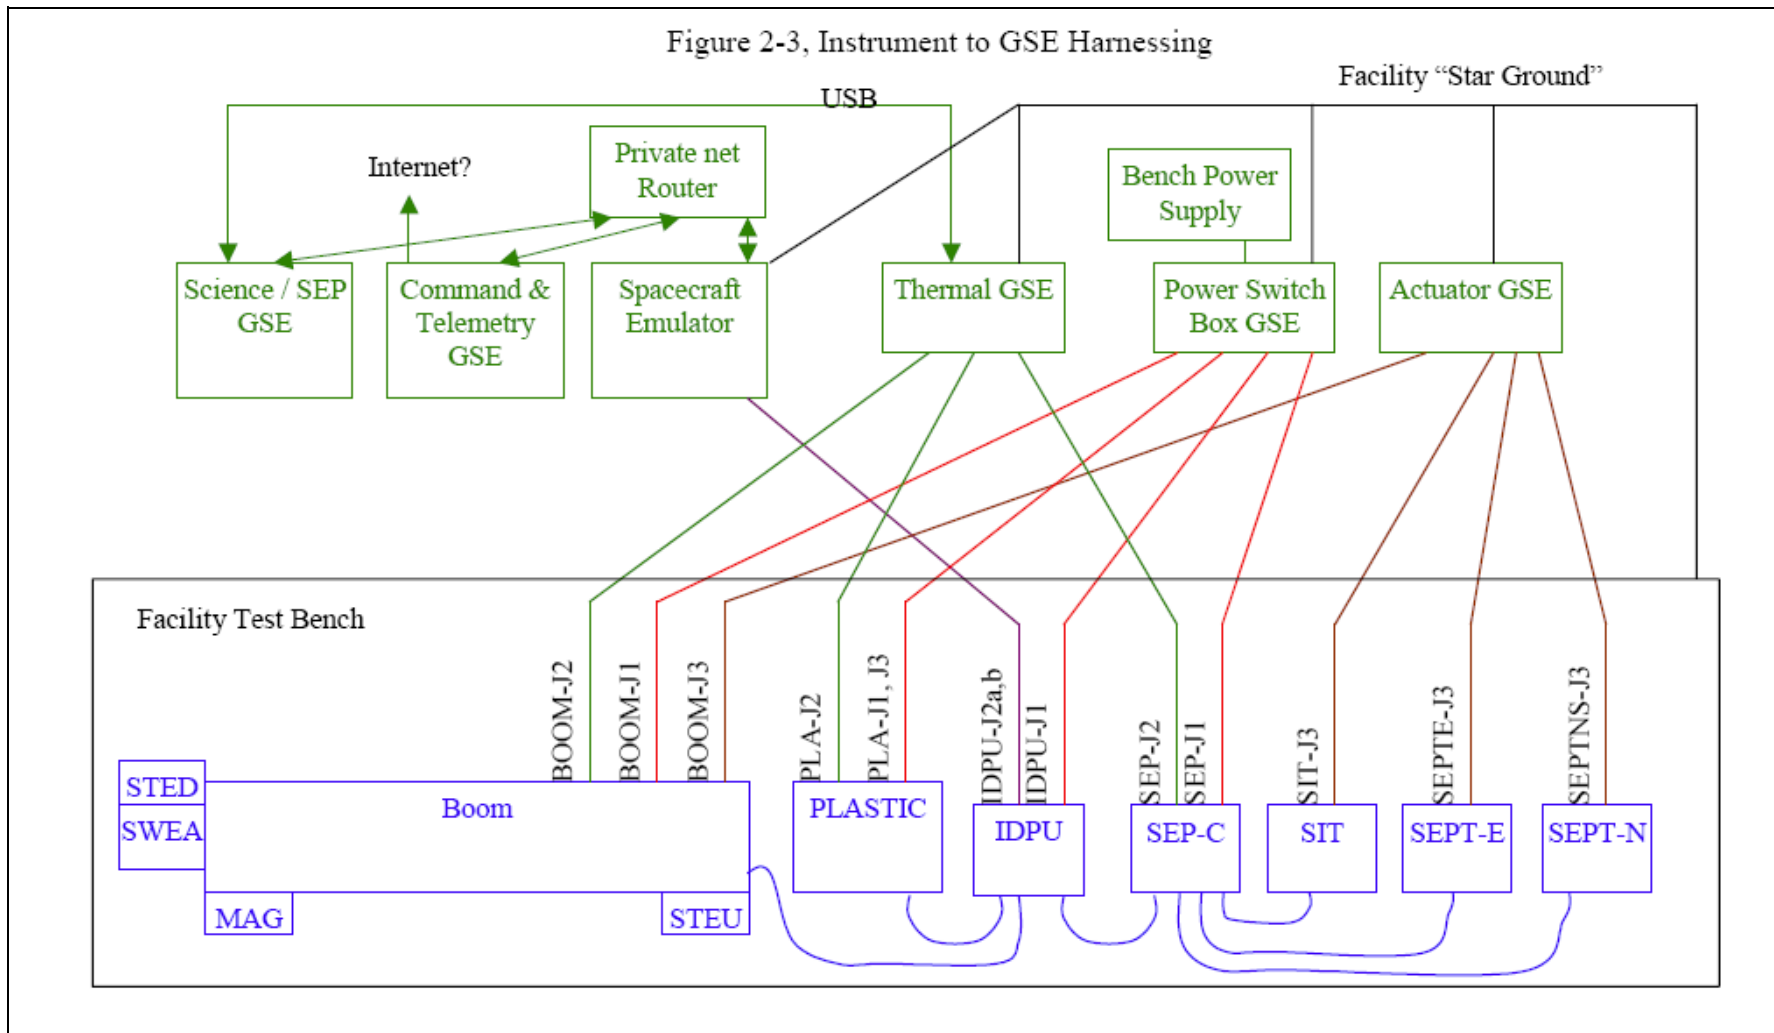 Figure 2-3, Instrument to GSE Harnessing
Facility “Star Ground”
USB
Internet?
Private net
Router
Bench Power
Supply
Science / SEP
GSE
Command &
Telemetry
GSE
Spacecraft
Emulator
Thermal GSE
Power Switch
Box GSE
Actuator GSE
Facility Test Bench
BOOM-J2
BOOM-J1
BOOM-J3
PLA-J2
PLA-J1, J3
IDPU-J2a,b
IDPU-J1
SEP-J2
SEP-J1
SIT-J3
SEPTE-J3
SEPTNS-J3
STED
SWEA
Boom
PLASTIC
IDPU
SEP-C
SIT
SEPT-E
SEPT-N
MAG
STEU